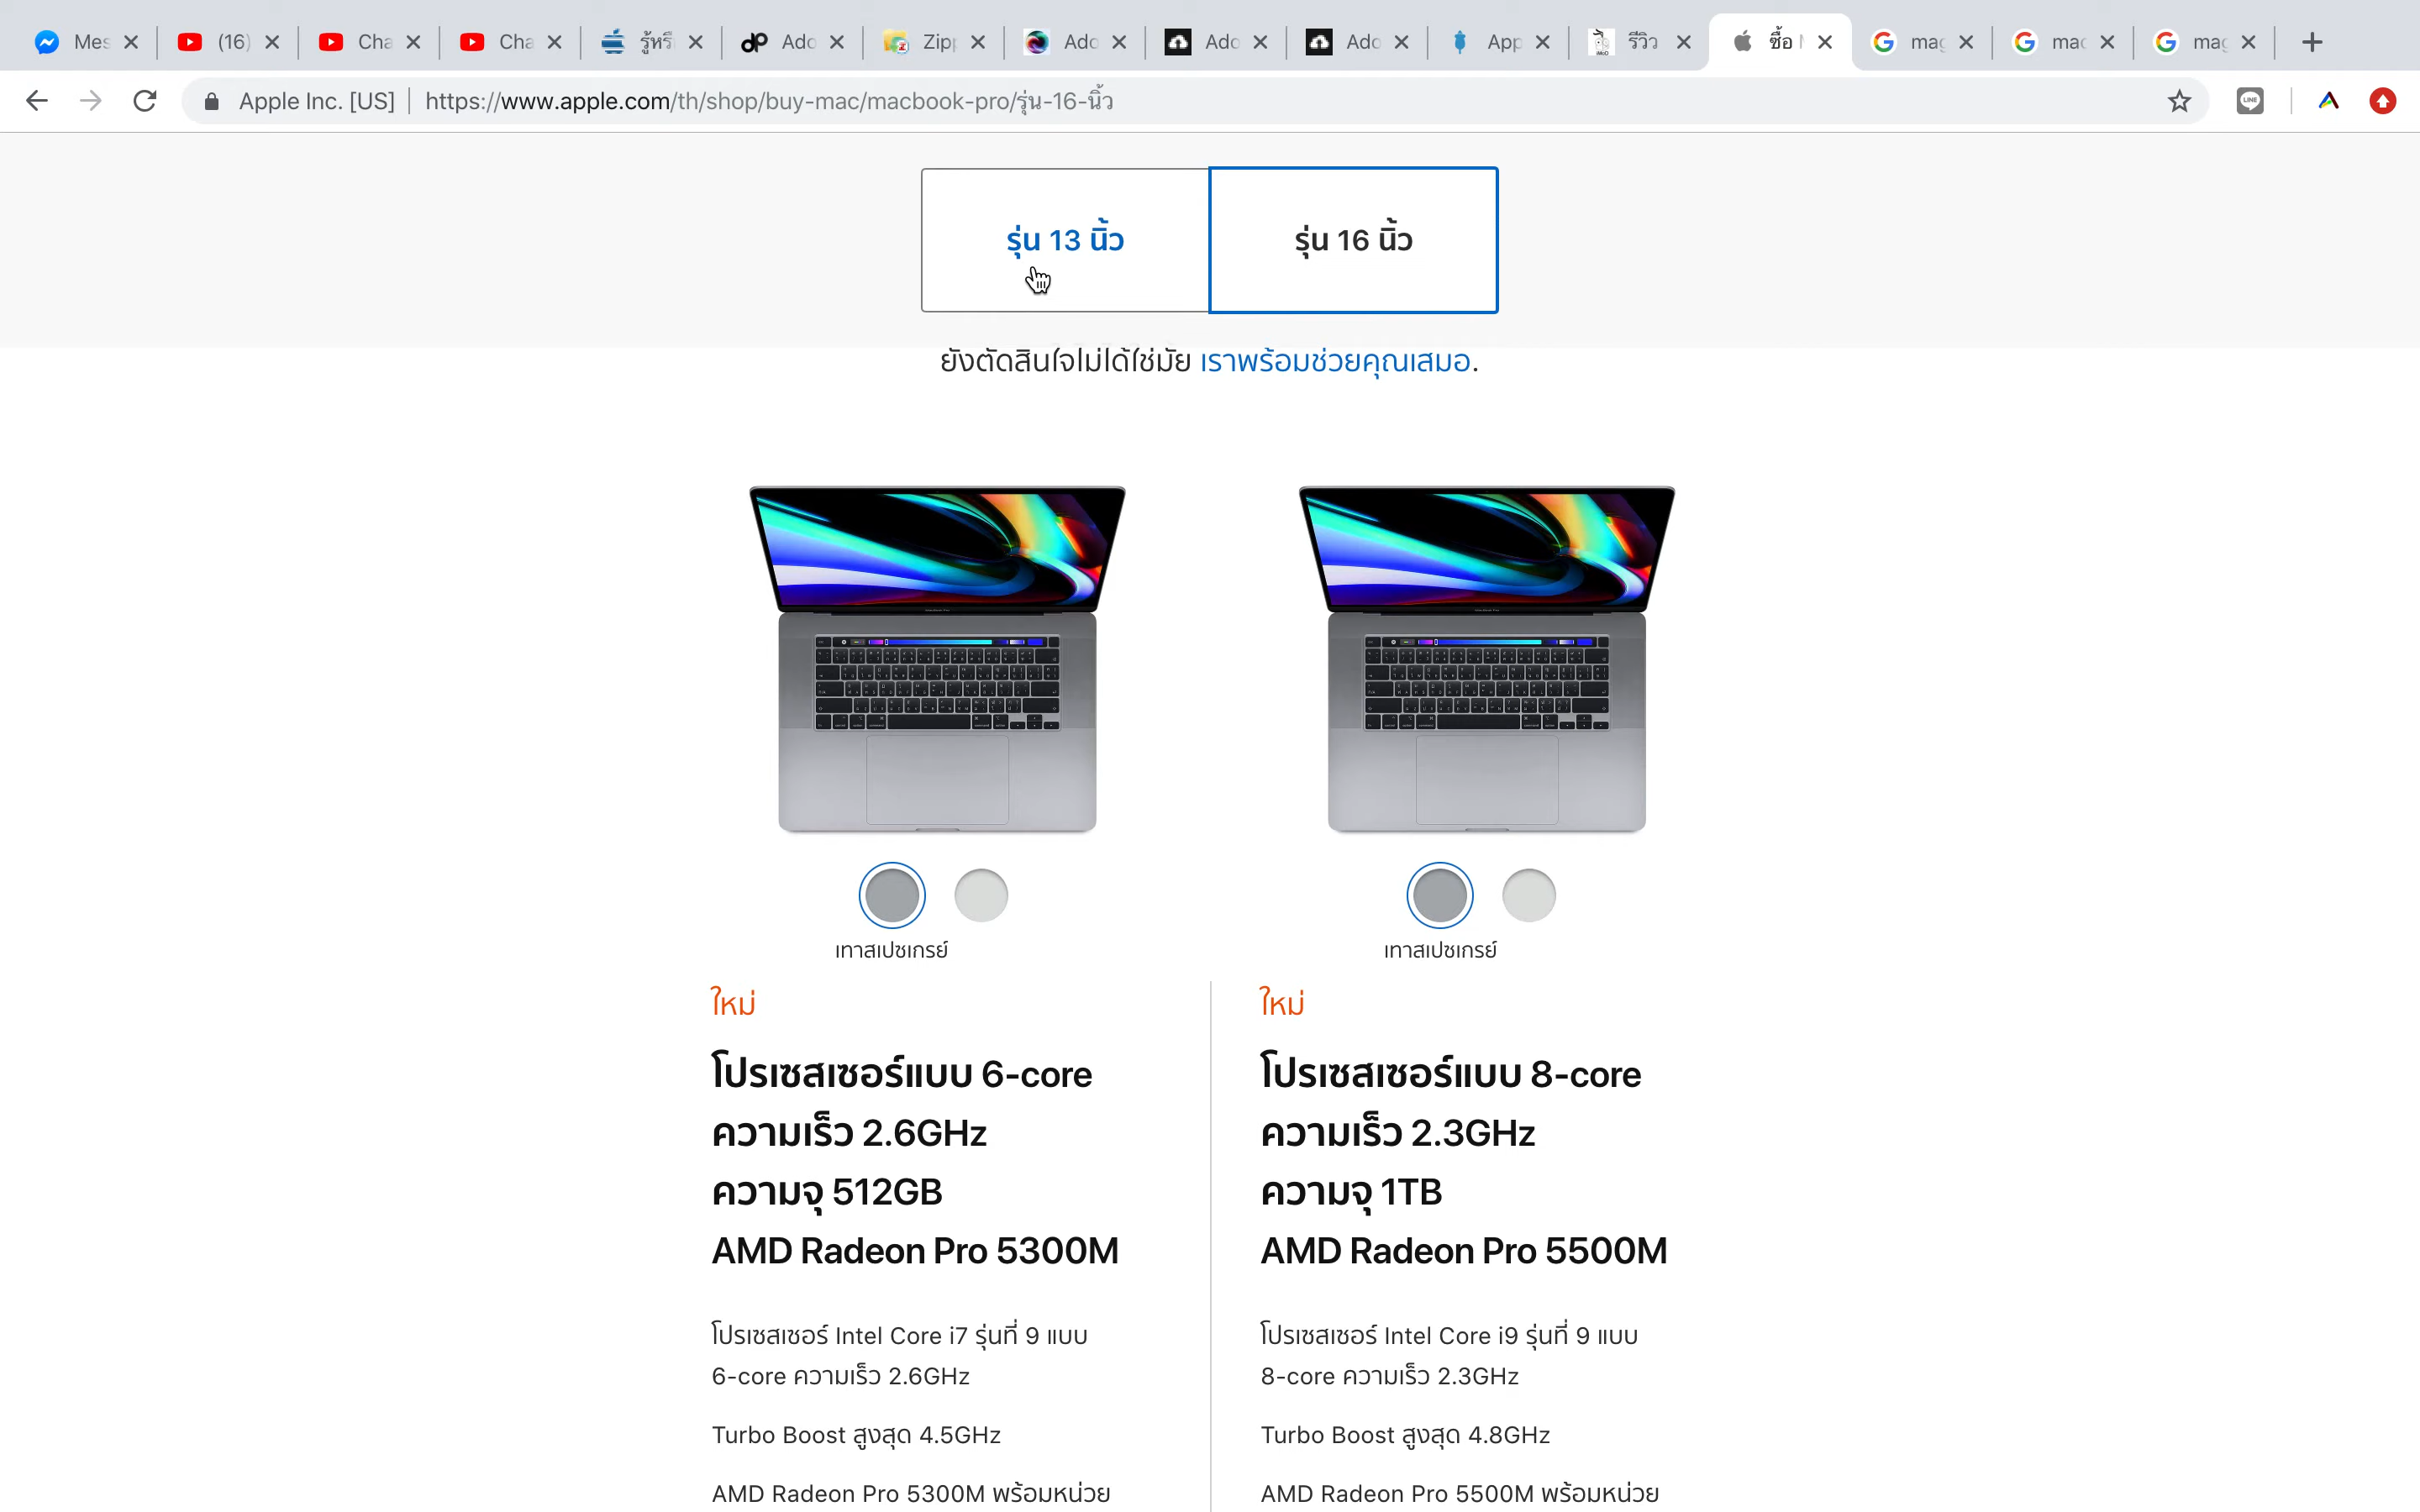 Mes
(16)
Cha
Cha
รู้หรื
Ado
Zipp
Ado
Ado
Ado
App
รีวิว
ซื้อ
mag
mac
mag
Apple Inc. [US] https://www.apple.com/th/shop/buy-mac/macbook-pro/รุ่น-16-นิ้ว
LINE
รุ่น 13 นิ้ว
รุ่น 16 นิ้ว
ยังตัดสินใจไม่ได้ใช่มั้ย เราพร้อมช่วยคุณเสมอ.
เทาสเปซเกรย์
เทาสเปซเกรย์
ใหม่
โปรเซสเซอร์แบบ 6-core
ความเร็ว 2.6GHz
ความจุ 512GB
AMD Radeon Pro 5300M
โปรเซสเซอร์ Intel Core i7 รุ่นที่ 9 แบบ
6-core ความเร็ว 2.6GHz
Turbo Boost สูงสุด 4.5GHz
AMD Radeon Pro 5300M พร้อมหน่วย
ใหม่
โปรเซสเซอร์แบบ 8-core
ความเร็ว 2.3GHz
ความจุ 1TB
AMD Radeon Pro 5500M
โปรเซสเซอร์ Intel Core i9 รุ่นที่ 9 แบบ
8-core ความเร็ว 2.3GHz
Turbo Boost สูงสุด 4.8GHz
AMD Radeon Pro 5500M พร้อมหน่วย